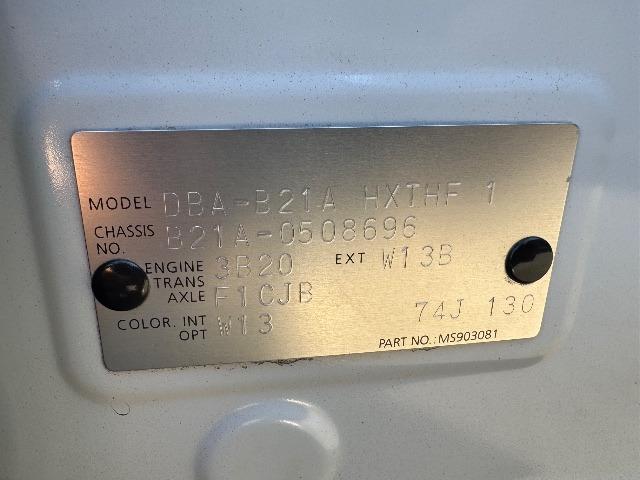 MODEL DBA-B21A HXTHF 1
CHASSIS NO. B21A-0508696
ENGINE 3B20 EXT W13B
TRANS AXLE F1CJB
COLOR. INT OPT W13 74J 130
PART NO.:MS903081